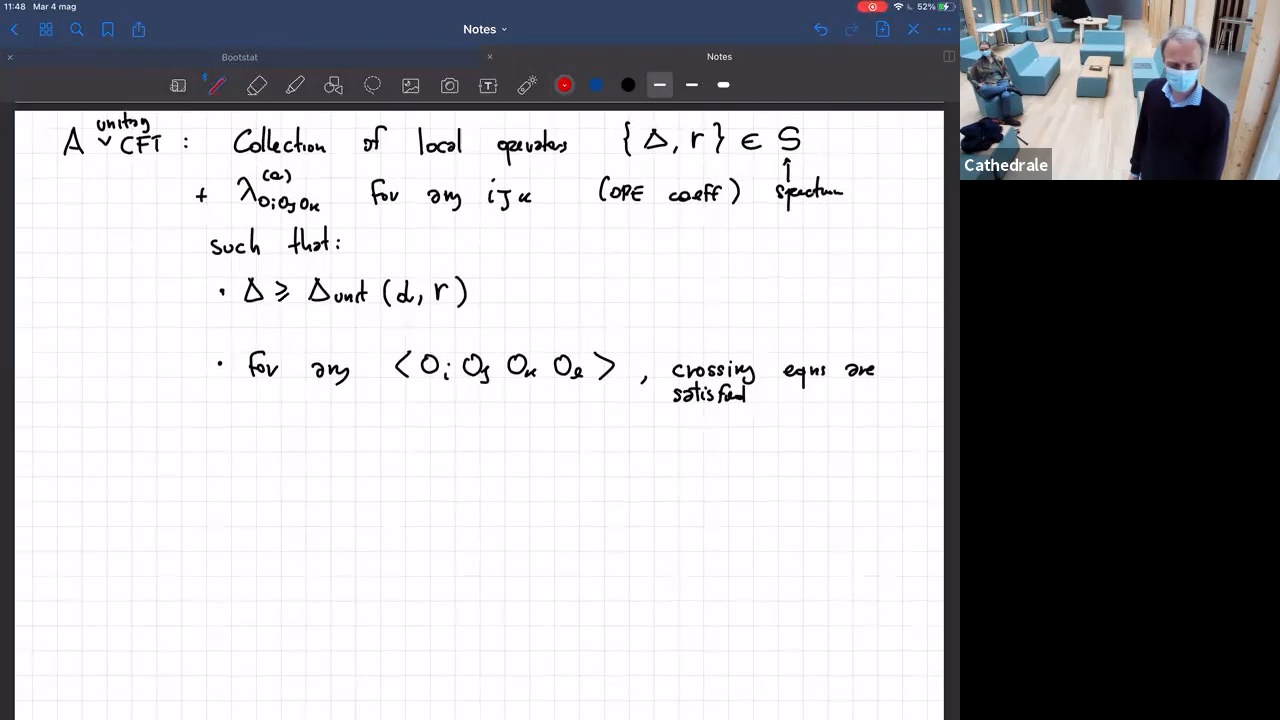 11:48 Mar 4 mag
52%
Notes
Bootstat
Notes
Cathedrale
unitary
A CFT : Collection of local operators { Δ, r } ∈ S
+ λ^(a)_OiOjOk for any ijk (OPE coeff) spectrum
such that:
· Δ ≥ Δunit (d, r)
· For any < Oi Oj Ok Ol > , crossing eqns are
satisfied